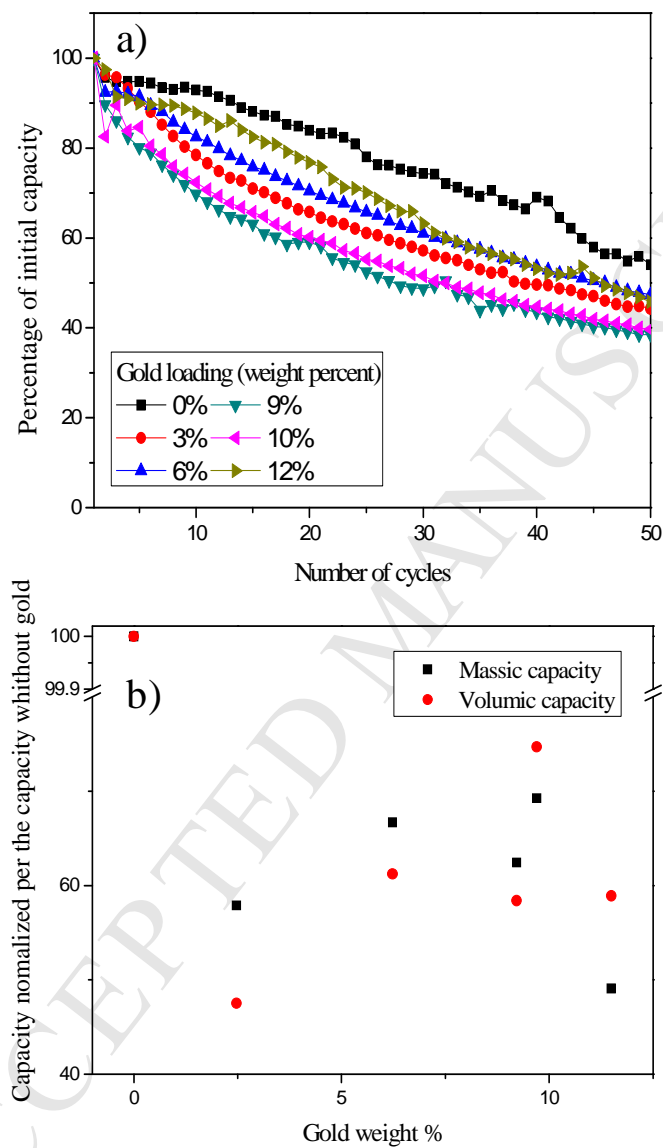 a)
100
80
60
40
20
0
Percentage of initial capacity
Gold loading (weight percent)
0% 9%
3% 10%
6% 12%
10 20 30 40 50
Number of cycles
b)
100
99.9
60
40
Capacity nomalized per the capacity whithout gold
Massic capacity
Volumic capacity
0 5 10
Gold weight %
CCEPTED MANUSC